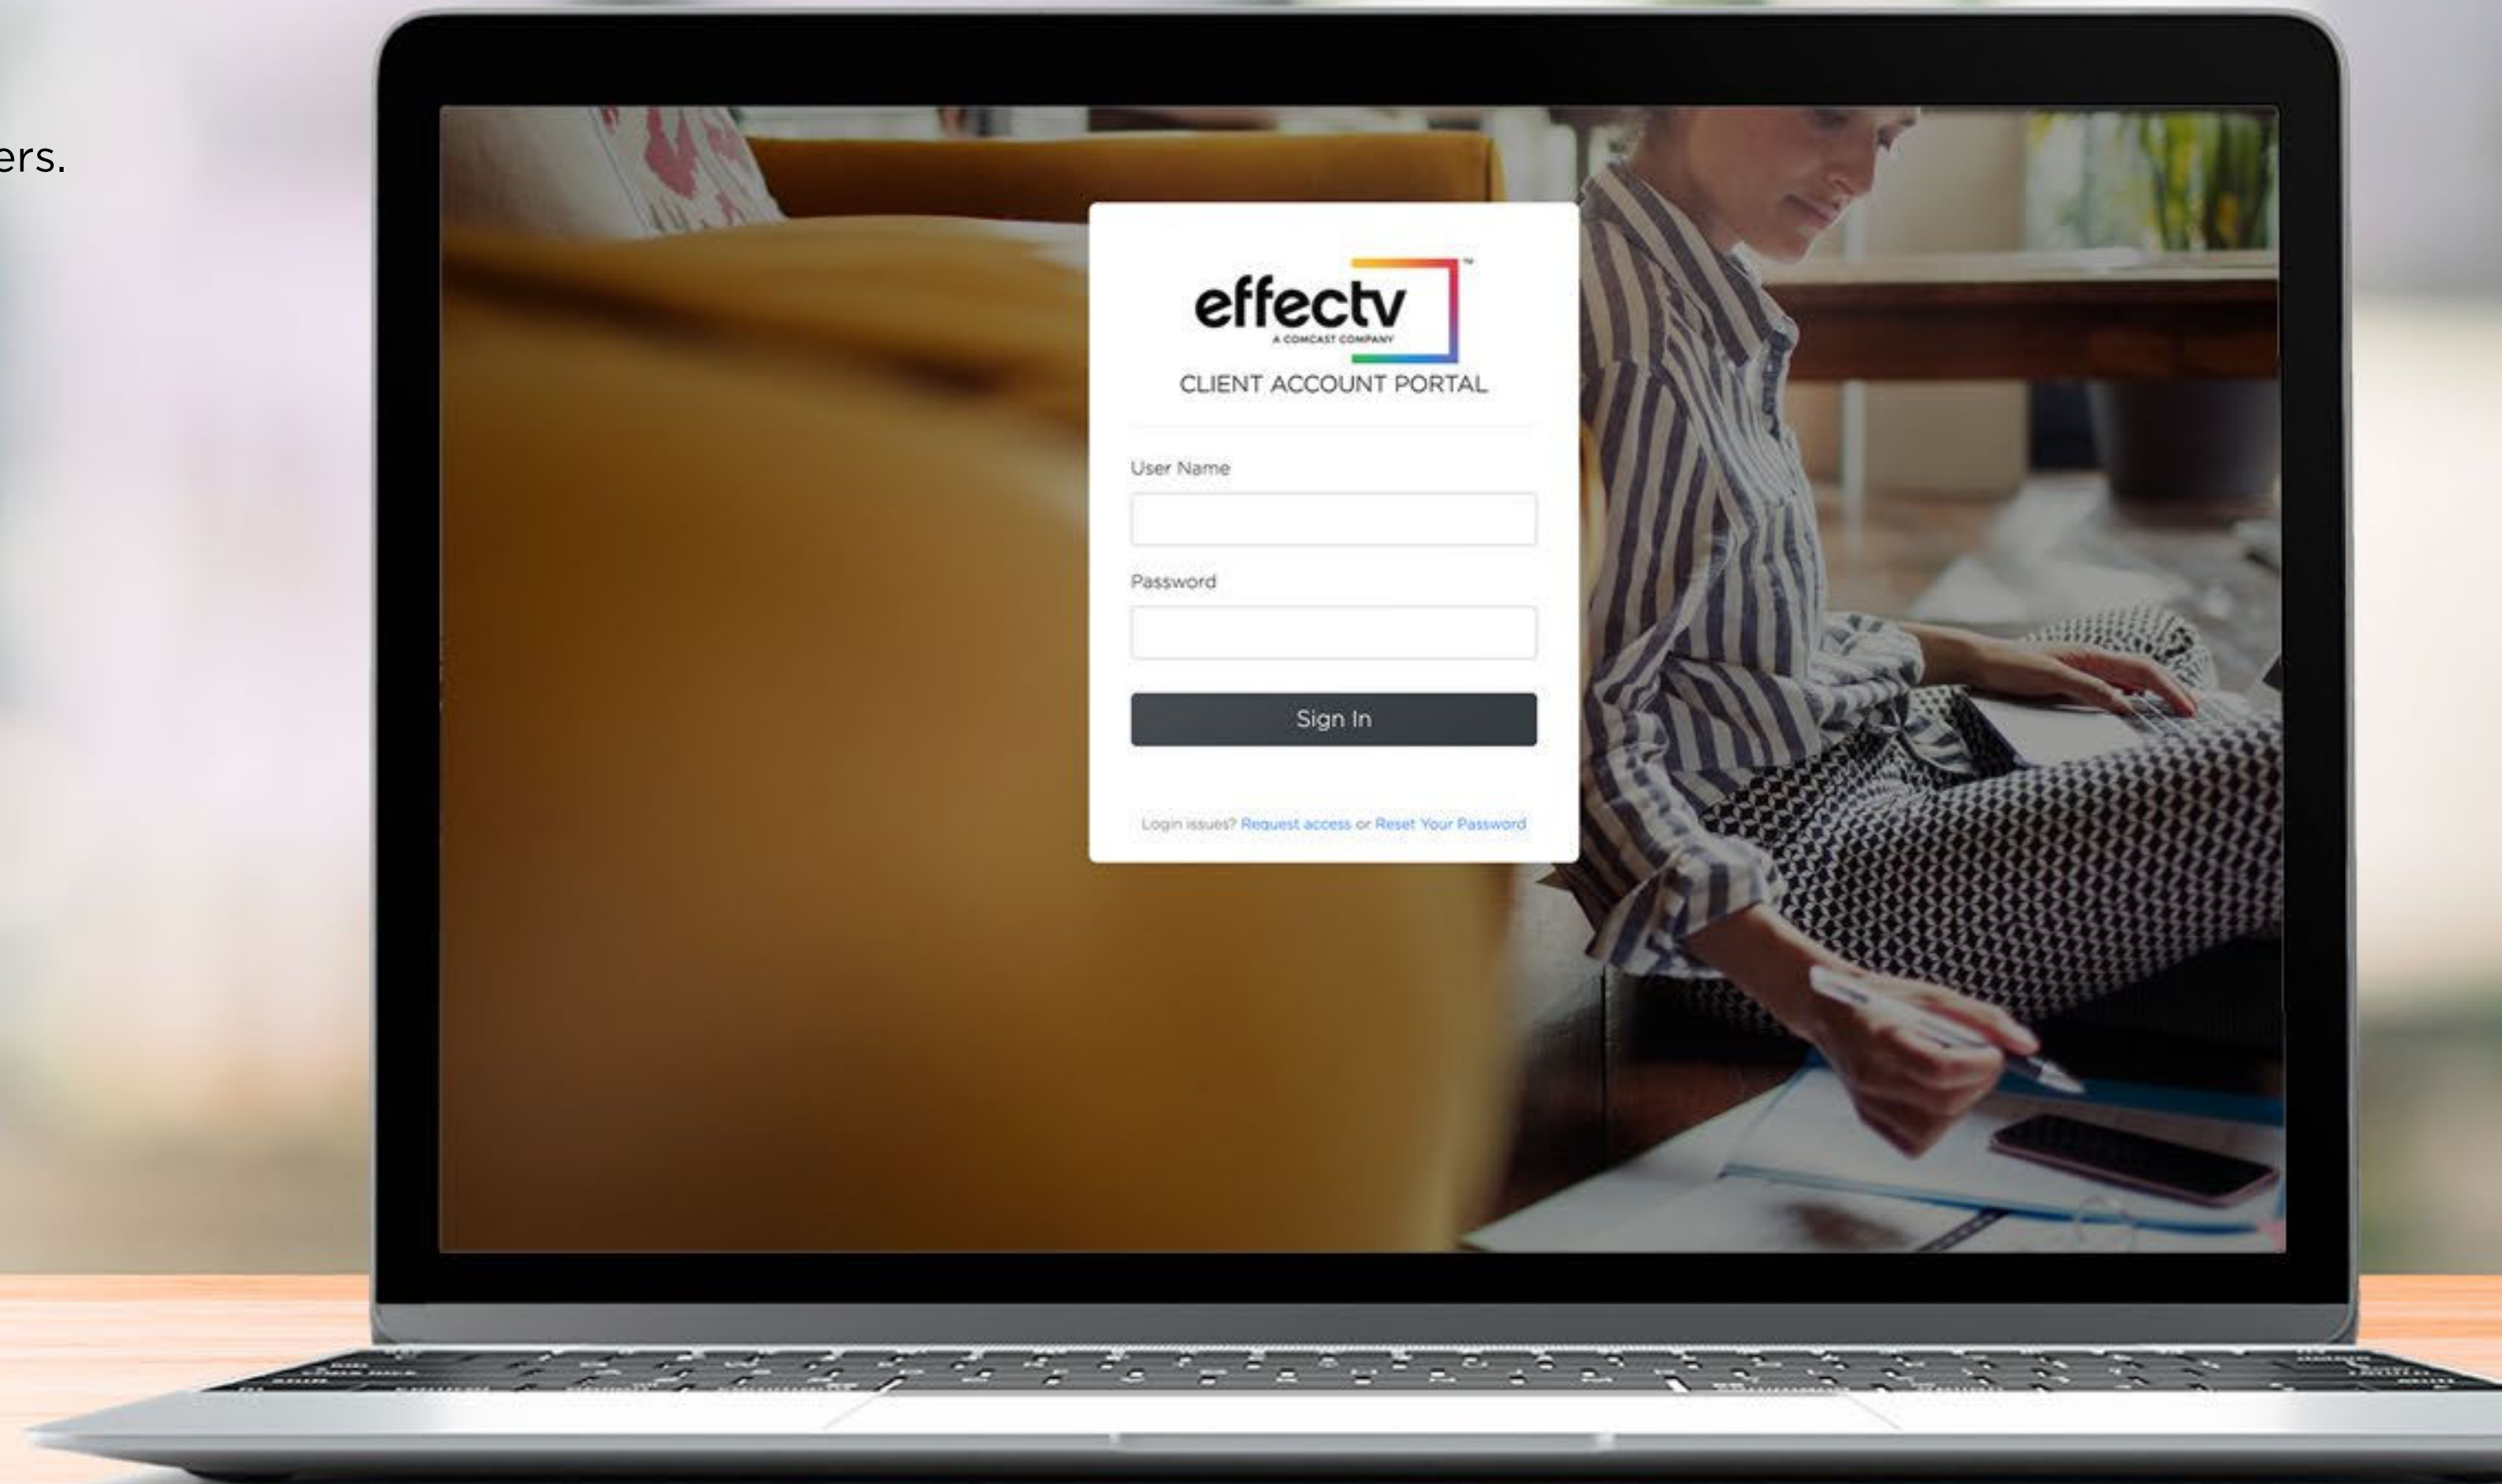 ers.
effectv™
A COMCAST COMPANY
CLIENT ACCOUNT PORTAL
User Name
Password
Sign In
Login issues? Request access or Reset Your Password